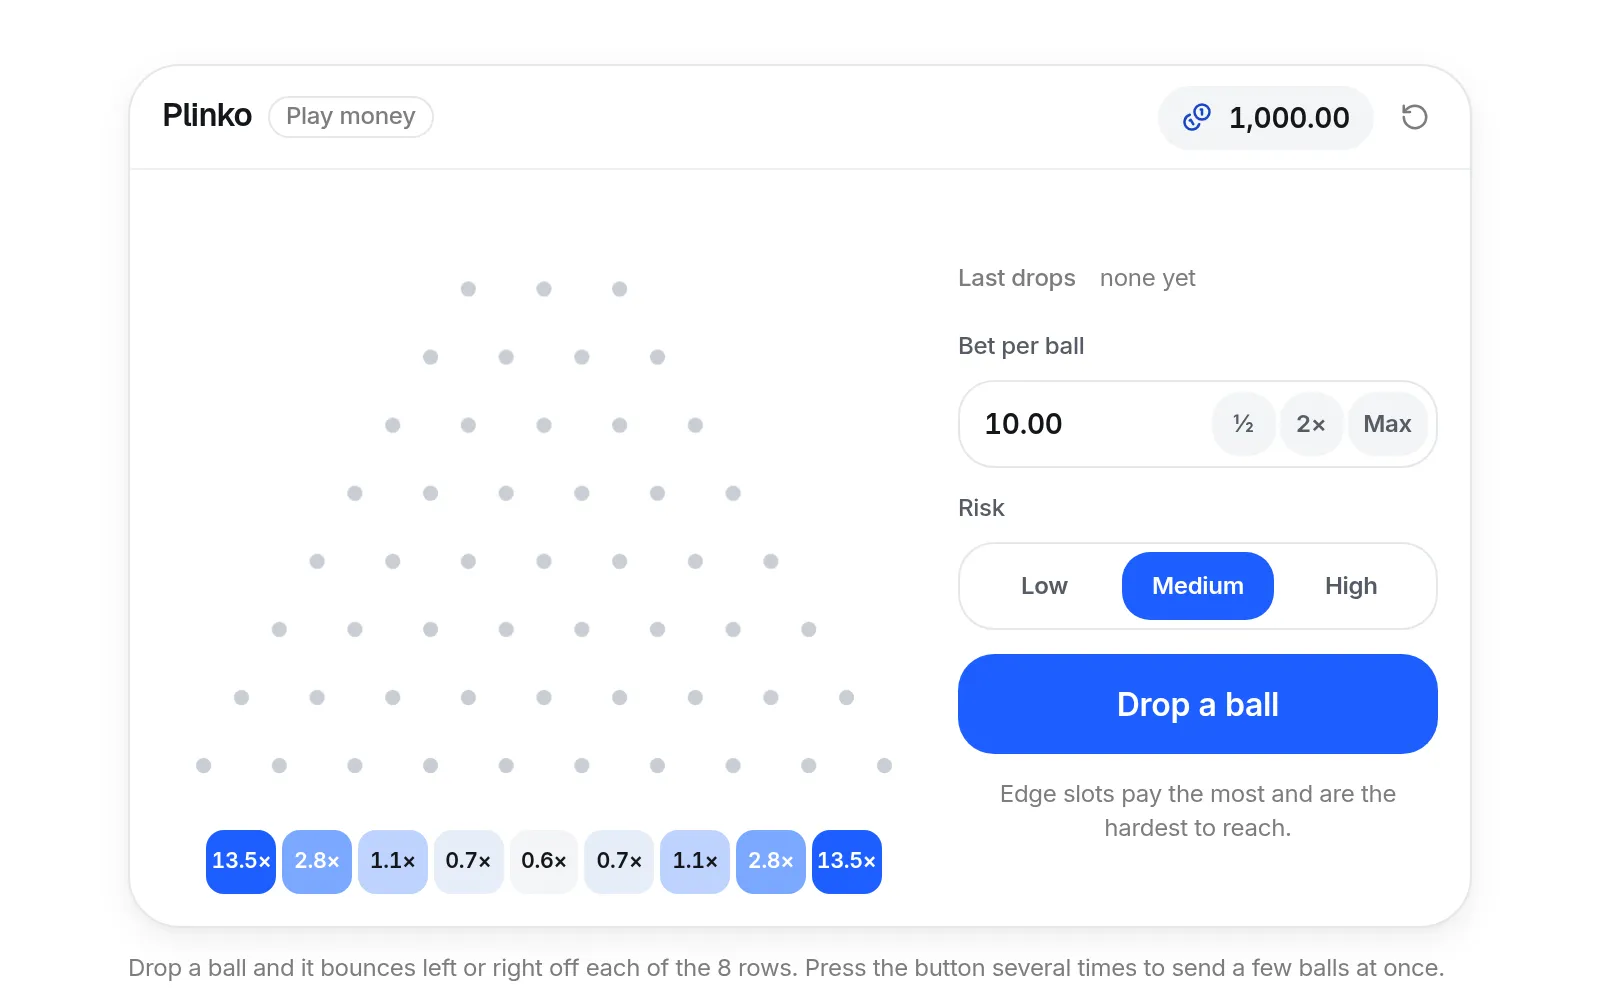 Plinko
Play money
1,000.00
Last drops none yet
Bet per ball
10.00
½ 2× Max
Risk
Low Medium High
Drop a ball
Edge slots pay the most and are the
hardest to reach.
13.5× 2.8× 1.1× 0.7× 0.6× 0.7× 1.1× 2.8× 13.5×
Drop a ball and it bounces left or right off each of the 8 rows. Press the button several times to send a few balls at once.